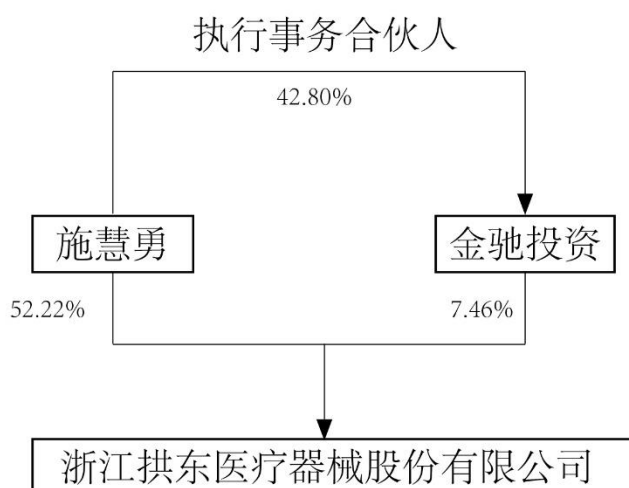 执行事务合伙人
42.80%
施慧勇
金驰投资
52.22%
7.46%
浙江拱东医疗器械股份有限公司